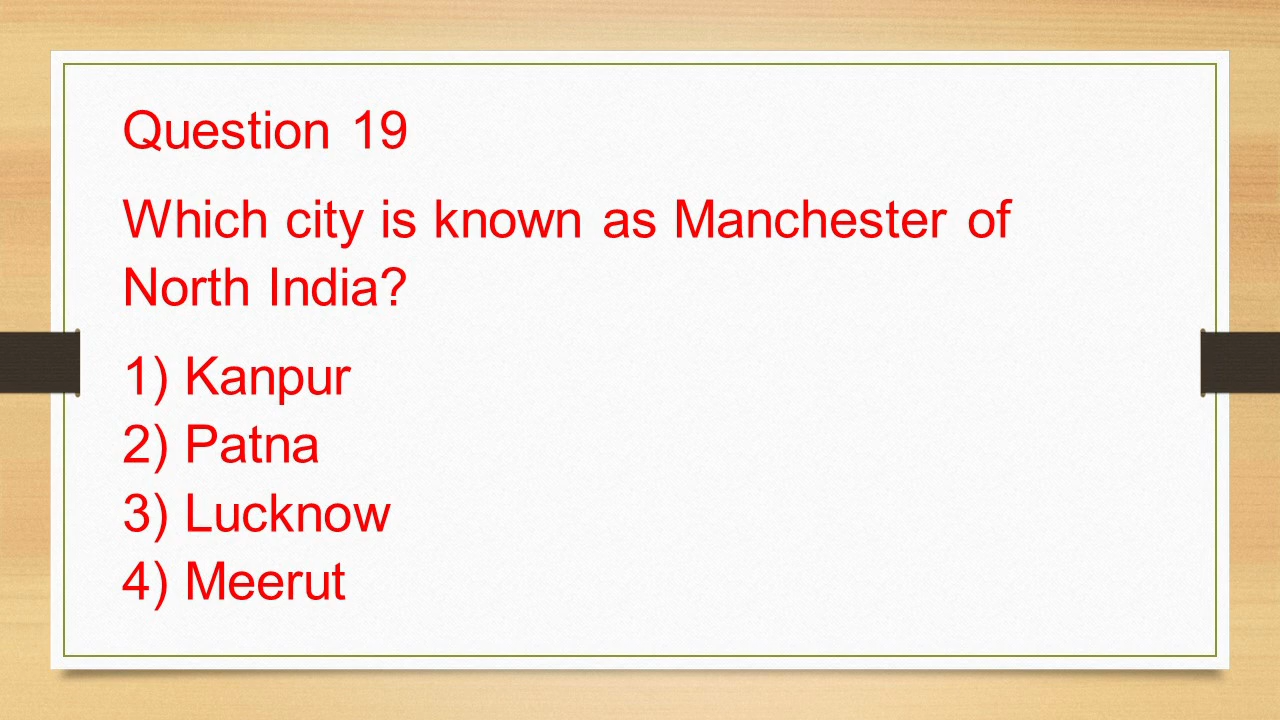 Question 19
Which city is known as Manchester of
North India?
1) Kanpur
2) Patna
3) Lucknow
4) Meerut